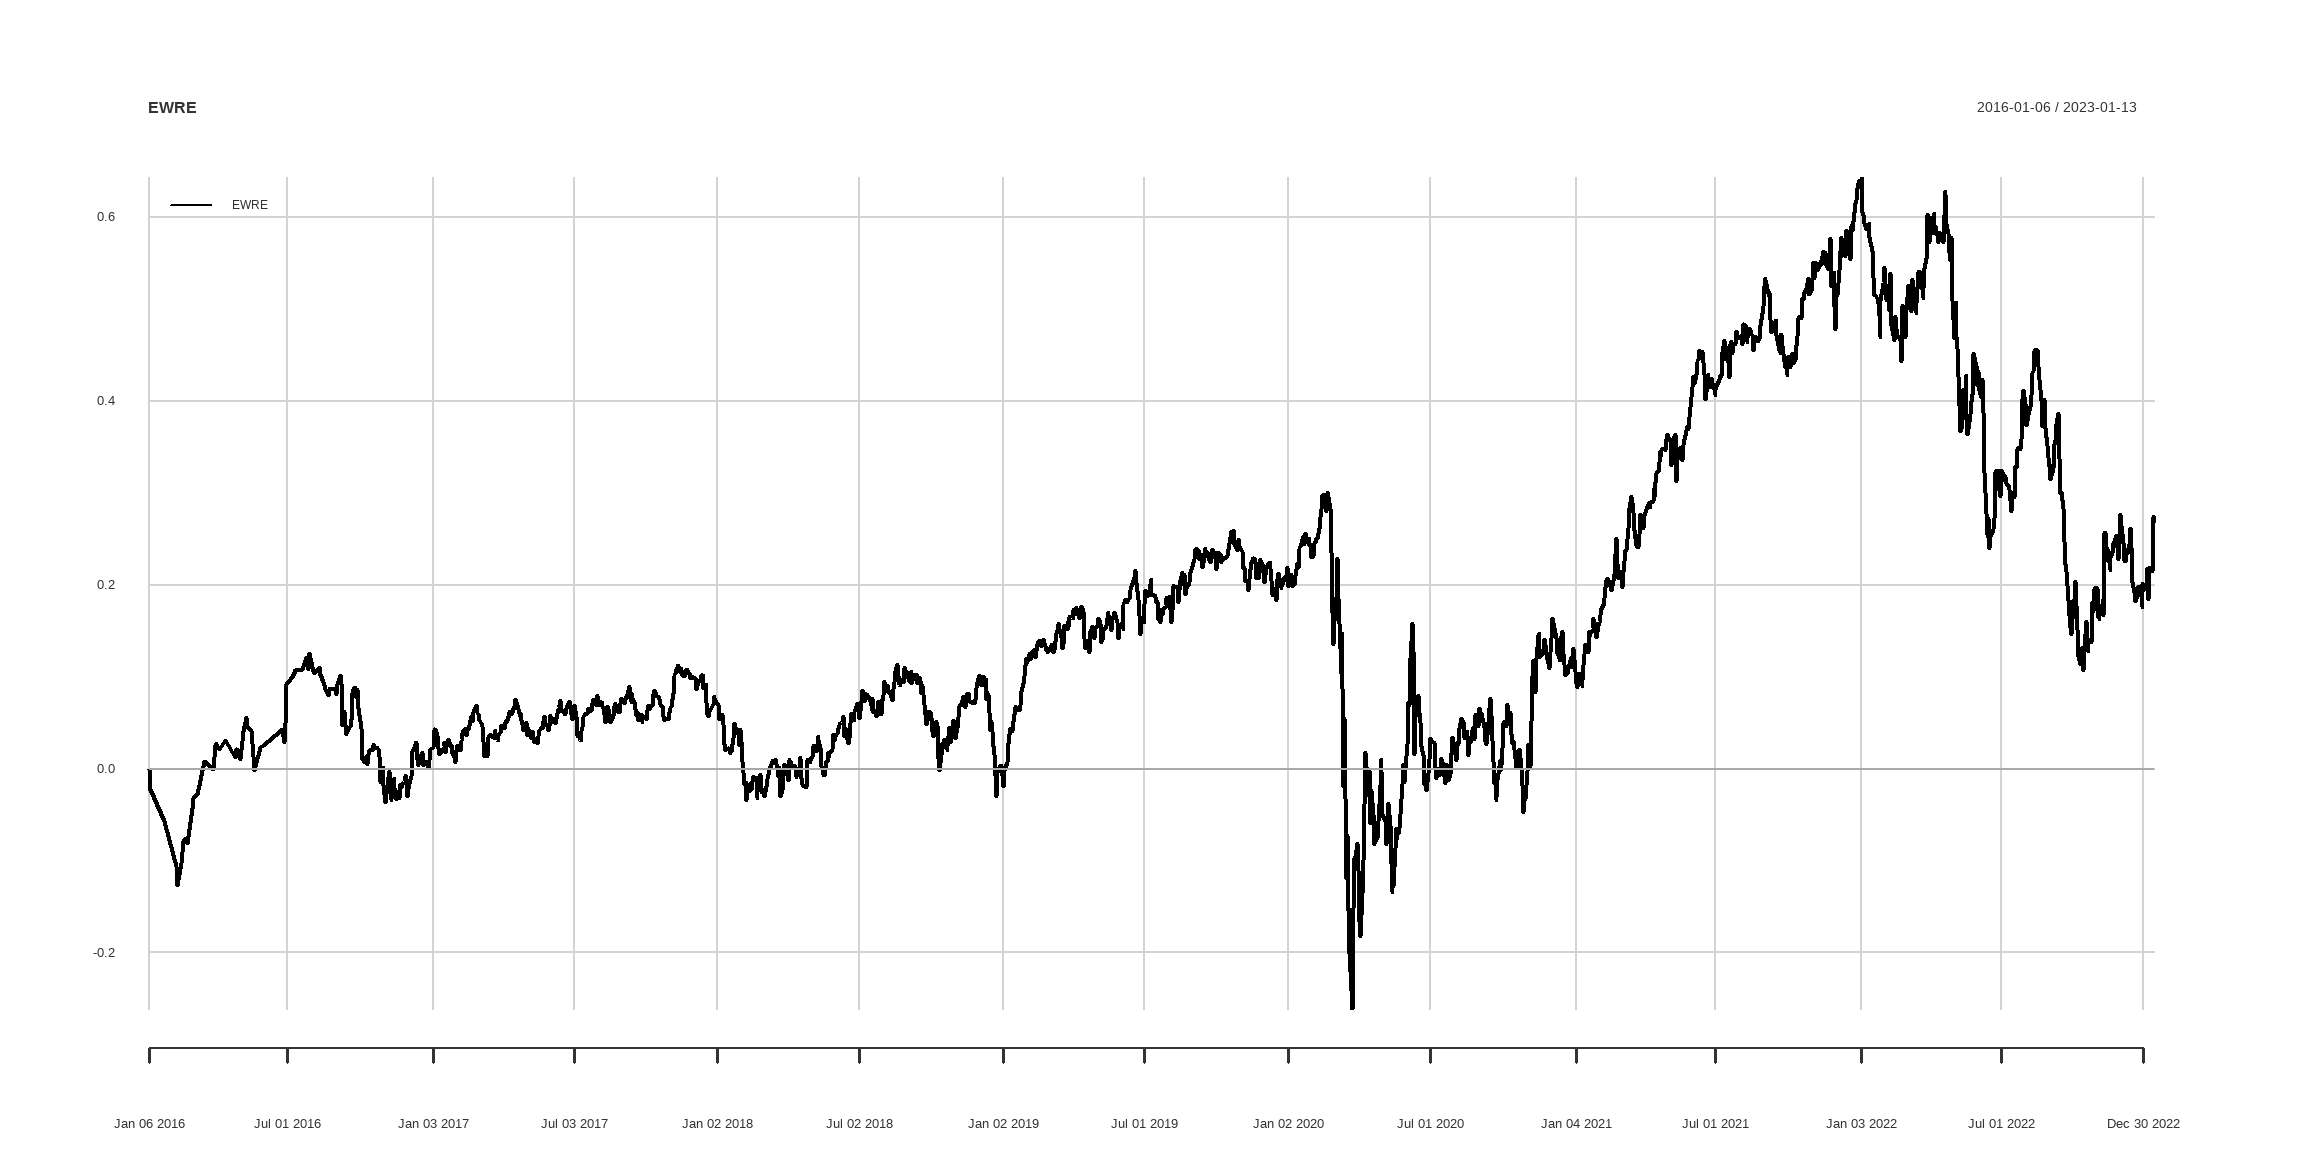 EWRE
2016-01-06 / 2023-01-13
EWRE
0.6
0.4
0.2
0.0
-0.2
Jan 06 2016
Jul 01 2016
Jan 03 2017
Jul 03 2017
Jan 02 2018
Jul 02 2018
Jan 02 2019
Jul 01 2019
Jan 02 2020
Jul 01 2020
Jan 04 2021
Jul 01 2021
Jan 03 2022
Jul 01 2022
Dec 30 2022